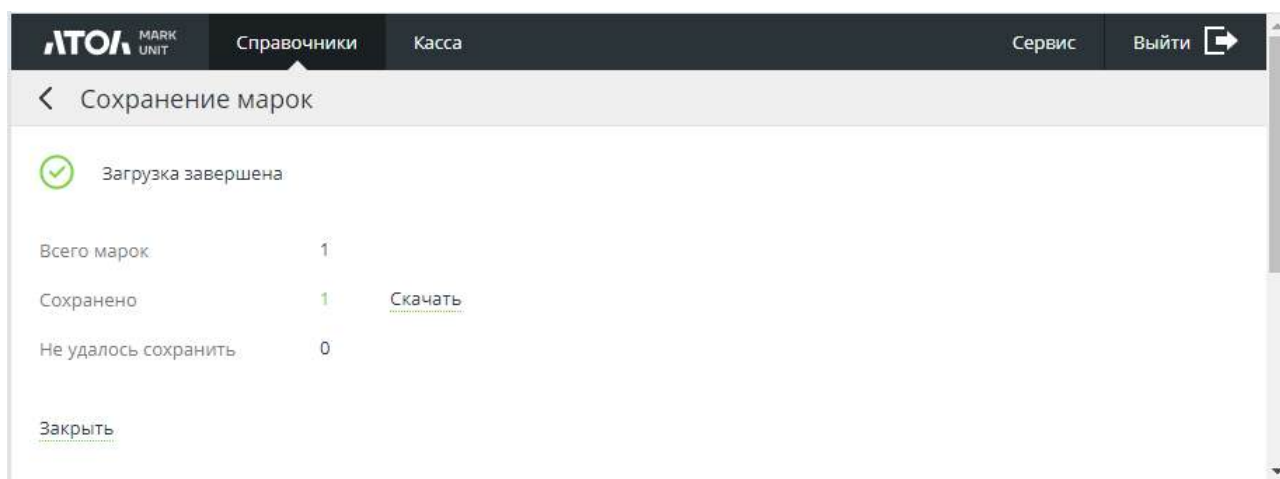 АТОЛ MARK UNIT Справочники Касса Сервис Выйти
Сохранение марок
Загрузка завершена
Всего марок 1
Сохранено 1 Скачать
Не удалось сохранить 0
Закрыть